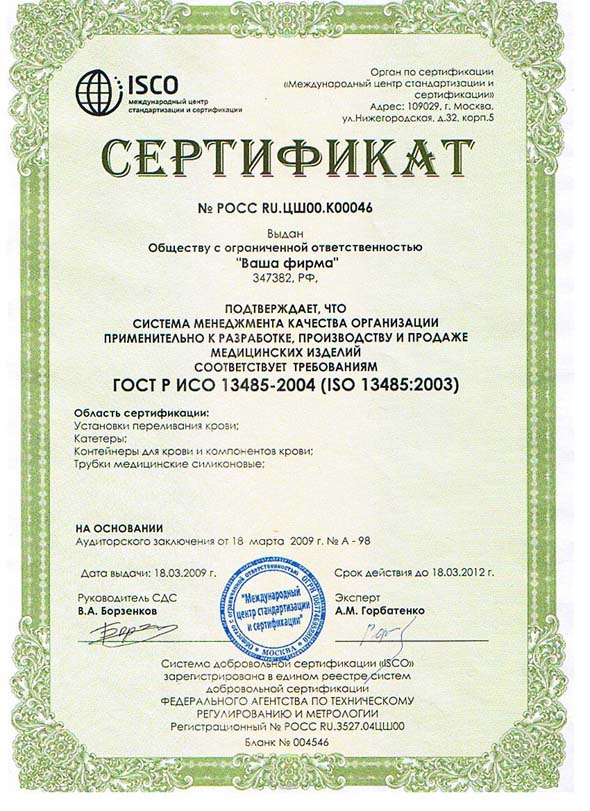 ISCO
международный центр
стандартизации и сертификации
Орган по сертификации
«Международный центр стандартизации и
сертификации»
Адрес: 109029, г. Москва,
ул.Нижегородская, д.32, корп.5
СЕРТИФИКАТ
№ РОСС RU.ЦШ00.К00046
Выдан
Обществу с ограниченной ответственностью
"Ваша фирма"
347382, РФ,
ПОДТВЕРЖДАЕТ, ЧТО
СИСТЕМА МЕНЕДЖМЕНТА КАЧЕСТВА ОРГАНИЗАЦИИ
ПРИМЕНИТЕЛЬНО К РАЗРАБОТКЕ, ПРОИЗВОДСТВУ И ПРОДАЖЕ
МЕДИЦИНСКИХ ИЗДЕЛИЙ
СООТВЕТСТВУЕТ ТРЕБОВАНИЯМ
ГОСТ Р ИСО 13485-2004 (ISO 13485:2003)
Область сертификации:
Установки переливания крови;
Катетеры;
Контейнеры для крови и компонентов крови;
Трубки медицинские силиконовые;
НА ОСНОВАНИИ
Аудиторского заключения от 18 марта 2009 г. № А - 98
Дата выдачи: 18.03.2009 г.
Срок действия до 18.03.2012 г.
Руководитель СДС
В.А. Борзенков
Общество с ограниченной ответственностью
"Международный
центр стандартизации
и сертификации"
МОСКВА
Эксперт
А.М. Горбатенко
Система добровольной сертификации «ISCO»
зарегистрирована в едином реестре систем
добровольной сертификации
ФЕДЕРАЛЬНОГО АГЕНТСТВА ПО ТЕХНИЧЕСКОМУ
РЕГУЛИРОВАНИЮ И МЕТРОЛОГИИ
Регистрационный № РОСС RU.3527.04ЦШ00
Бланк № 004546